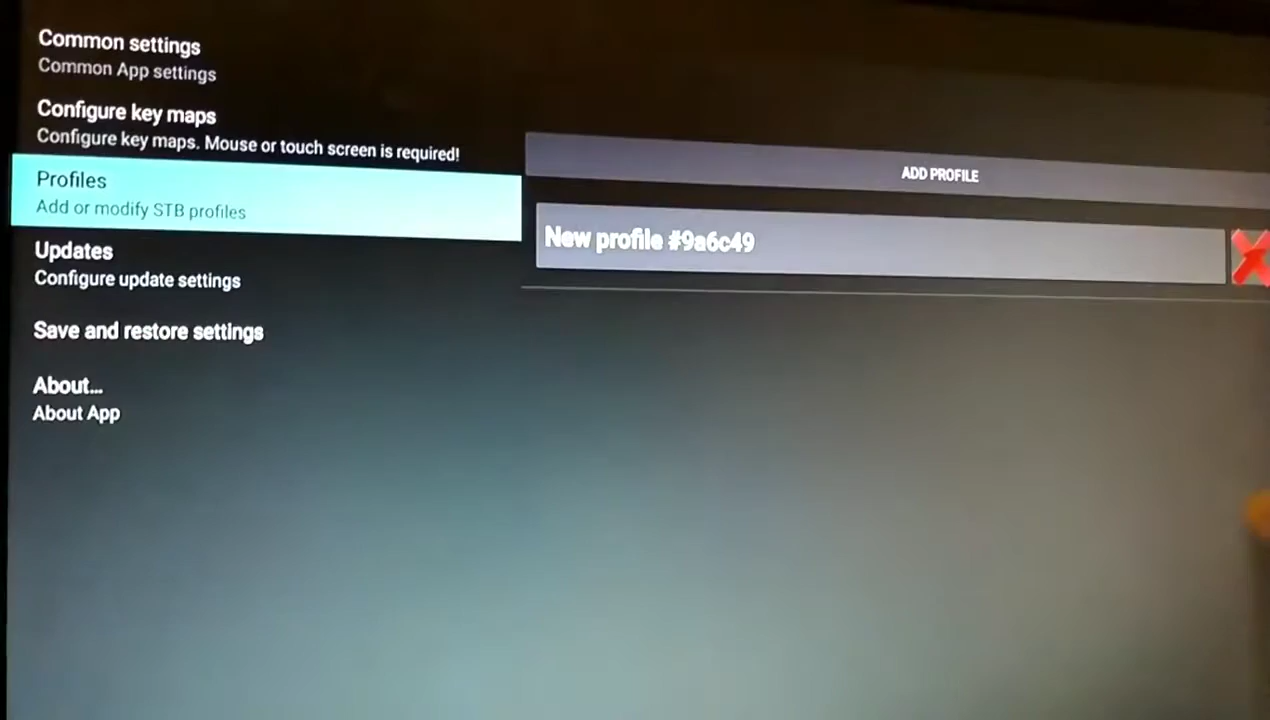 Common settings
Common App settings
Configure key maps
Configure key maps. Mouse or touch screen is required!
Profiles
Add or modify STB profiles
Updates
Configure update settings
Save and restore settings
About...
About App
ADD PROFILE
New profile #9a6c49